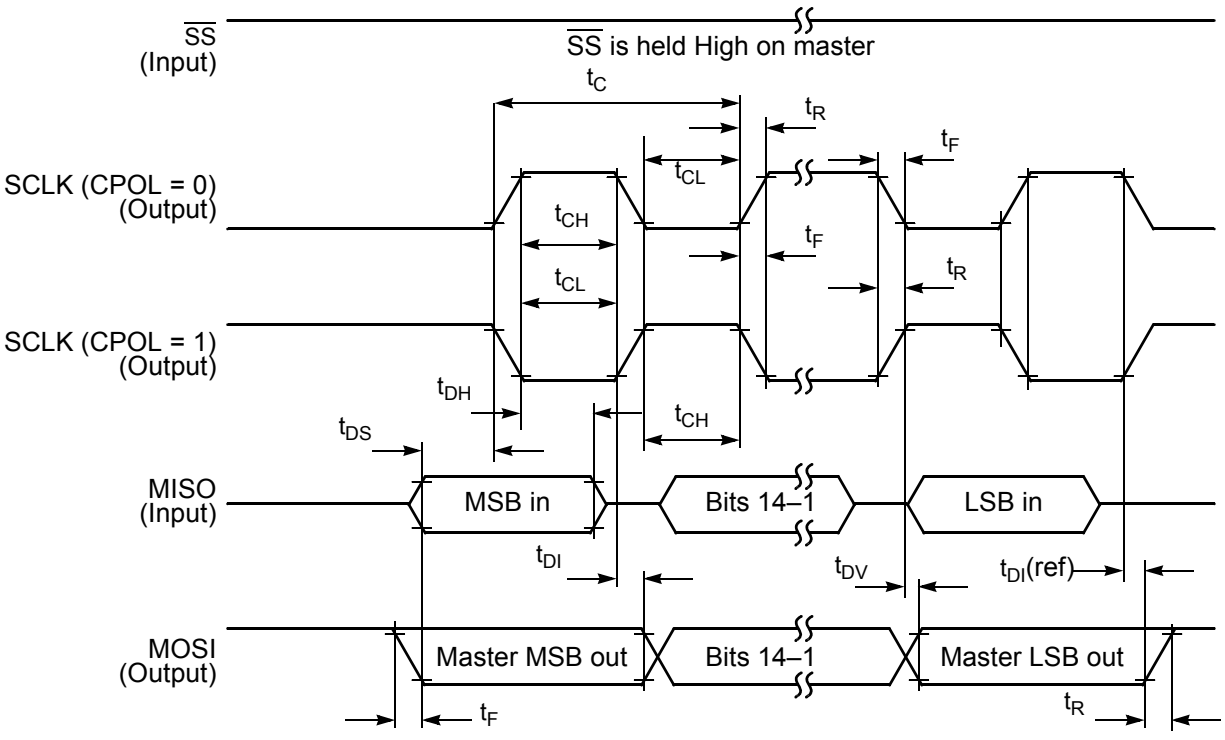 SS
(Input)
SS is held High on master
tC
tR
tF
tCL
SCLK (CPOL = 0)
(Output)
tCH
tF
tCL
tR
SCLK (CPOL = 1)
(Output)
tDH
tCH
tDS
MISO
(Input)
MSB in
Bits 14–1
LSB in
tDI
tDV
tDI(ref)
MOSI
(Output)
Master MSB out
Bits 14–1
Master LSB out
tF
tR